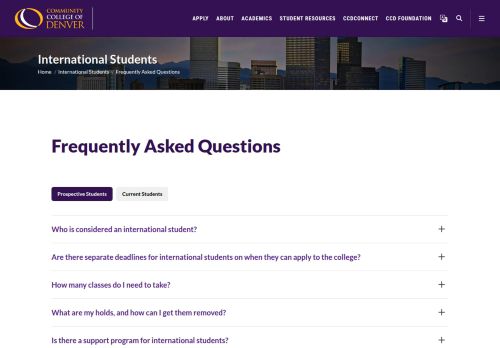 COMMUNITY
COLLEGE OF
DENVER
APPLY ABOUT ACADEMICS STUDENT RESOURCES CCDCONNECT CCD FOUNDATION
International Students
Home / International Students / Frequently Asked Questions
Frequently Asked Questions
Prospective Students Current Students
Who is considered an international student?
Are there separate deadlines for international students on when they can apply to the college?
How many classes do I need to take?
What are my holds, and how can I get them removed?
Is there a support program for international students?